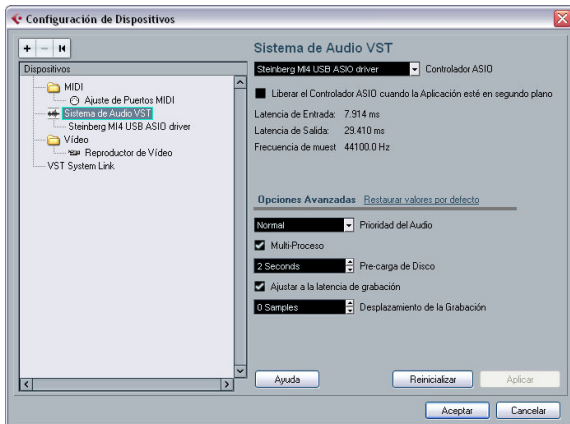 Configuración de Dispositivos
Dispositivos
MIDI
Ajuste de Puertos MIDI
Sistema de Audio VST
Steinberg MI4 USB ASIO driver
Vídeo
Reproductor de Vídeo
VST System Link
Sistema de Audio VST
Steinberg MI4 USB ASIO driver Controlador ASIO
Liberar el Controlador ASIO cuando la Aplicación esté en segundo plano
Latencia de Entrada: 7.914 ms
Latencia de Salida: 29.410 ms
Frecuencia de muest 44100.0 Hz
Opciones Avanzadas Restaurar valores por defecto
Normal Prioridad del Audio
Multi-Proceso
2 Seconds Pre-carga de Disco
Ajustar a la latencia de grabación
0 Samples Desplazamiento de la Grabación
Ayuda Reinicializar Aplicar
Aceptar Cancelar